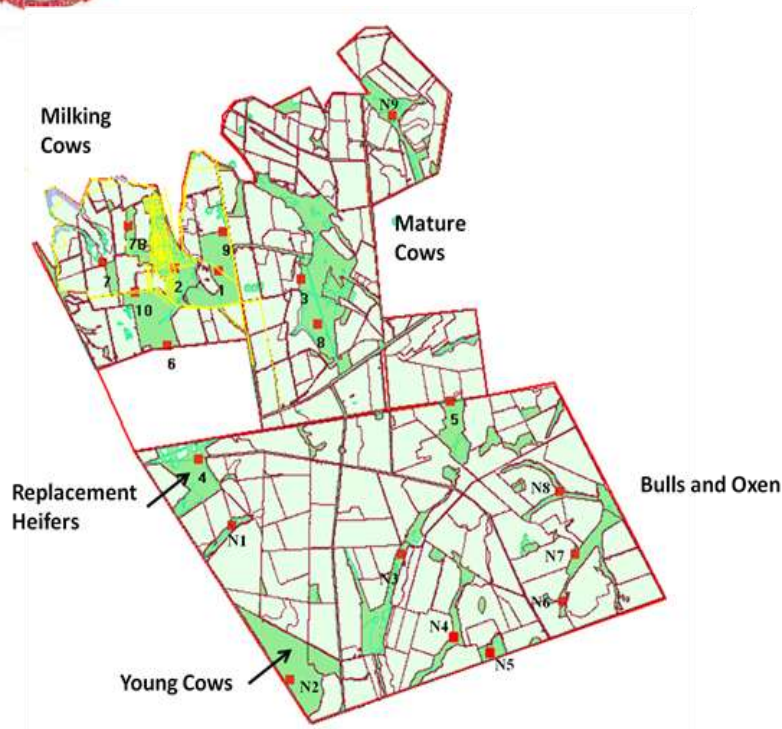 N9
Milking
Cows
Mature
Cows
7B
9
7
2
1
3
10
8
6
5
4
Replacement
Heifers
Bulls and Oxen
N8
N1
N3
N7
N6
N4
N5
Young Cows
N2